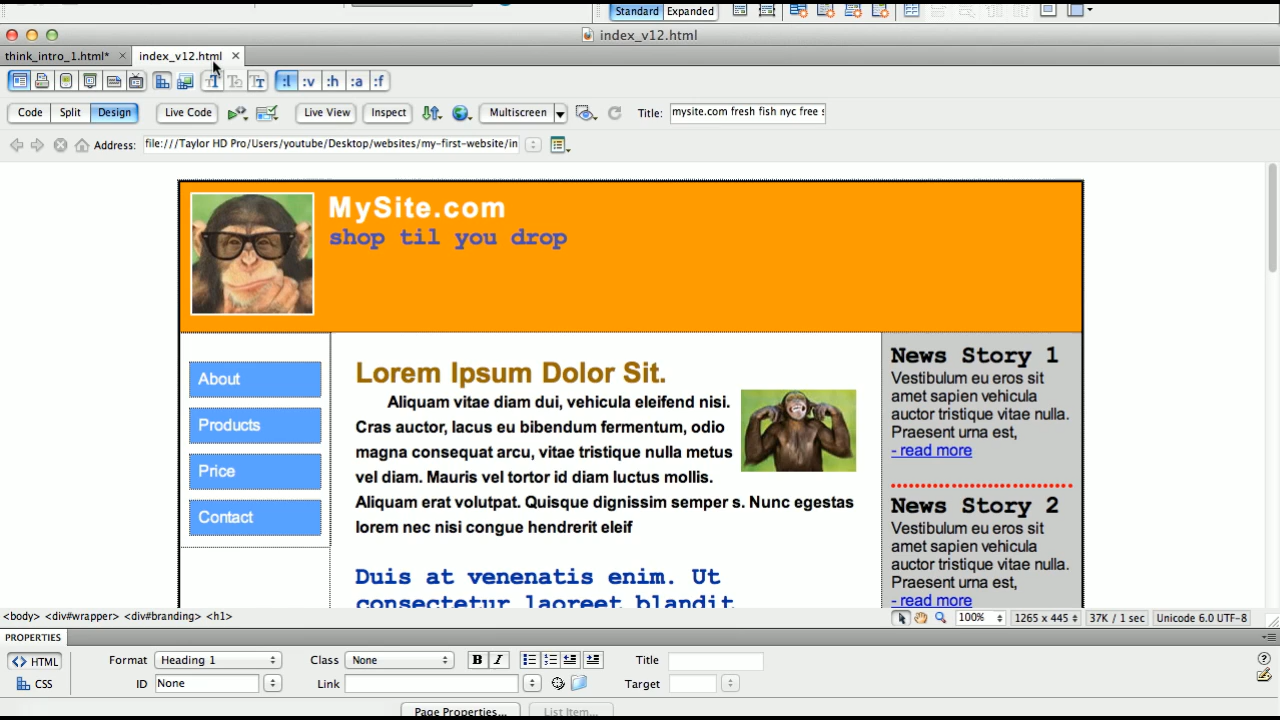 Standard Expanded
index_v12.html
think_intro_1.html* index_v12.html
:l :v :h :a :f
Code Split Design Live Code Live View Inspect Multiscreen Title: mysite.com fresh fish nyc free s
Address: file:///Taylor HD Pro/Users/youtube/Desktop/websites/my-first-website/in
MySite.com
shop til you drop
About
Products
Price
Contact
Lorem Ipsum Dolor Sit.
Aliquam vitae diam dui, vehicula eleifend nisi.
Cras auctor, lacus eu bibendum fermentum, odio
magna consequat arcu, vitae tristique nulla metus
vel diam. Mauris vel tortor id diam luctus mollis.
Aliquam erat volutpat. Quisque dignissim semper s. Nunc egestas
lorem nec nisi congue hendrerit eleif
Duis at venenatis enim. Ut
consectetur laoreet blandit
News Story 1
Vestibulum eu eros sit
amet sapien vehicula
auctor tristique vitae nulla.
Praesent urna est,
- read more
News Story 2
Vestibulum eu eros sit
amet sapien vehicula
auctor tristique vitae nulla.
Praesent urna est,
- read more
<body> <div#wrapper> <div#branding> <h1> 100% 1265 x 445 37K / 1 sec Unicode 6.0 UTF-8
PROPERTIES
<> HTML Format Heading 1 Class None B I Title
CSS ID None Link Target
Page Properties... List Item...